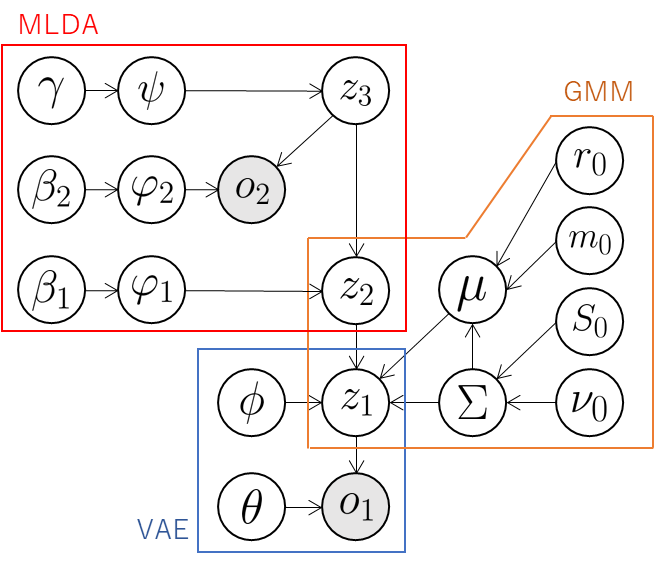 MLDA
GMM
γ ψ z₃
r₀
β₂ φ₂ o₂
m₀
β₁ φ₁ z₂ μ
S₀
ϕ z₁ Σ ν₀
θ o₁
VAE